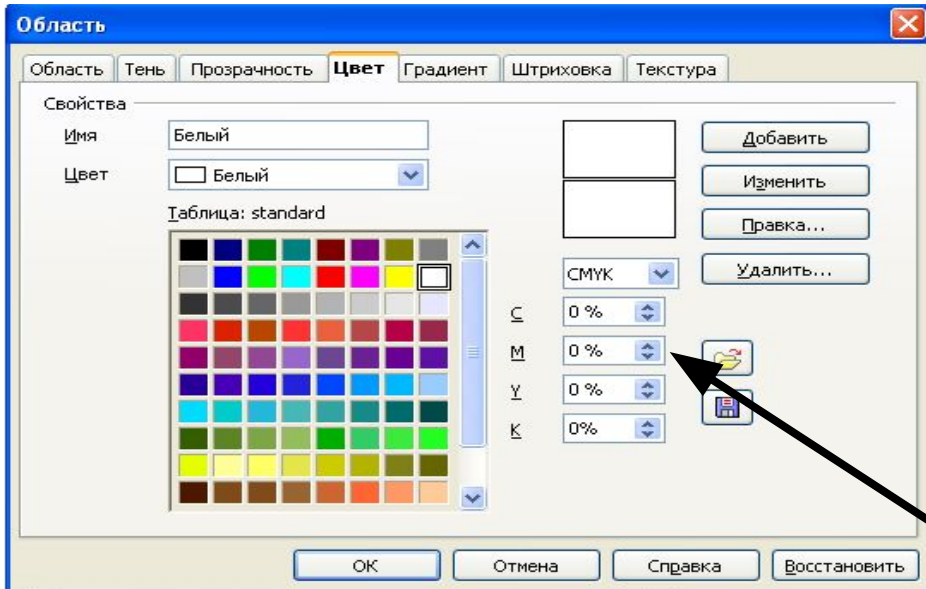 Область
Область Тень Прозрачность Цвет Градиент Штриховка Текстура
Свойства
Имя Белый Добавить
Цвет Белый Изменить
Таблица: standard Правка...
CMYK Удалить...
C 0 %
M 0 %
Y 0 %
K 0%
OK Отмена Справка Восстановить